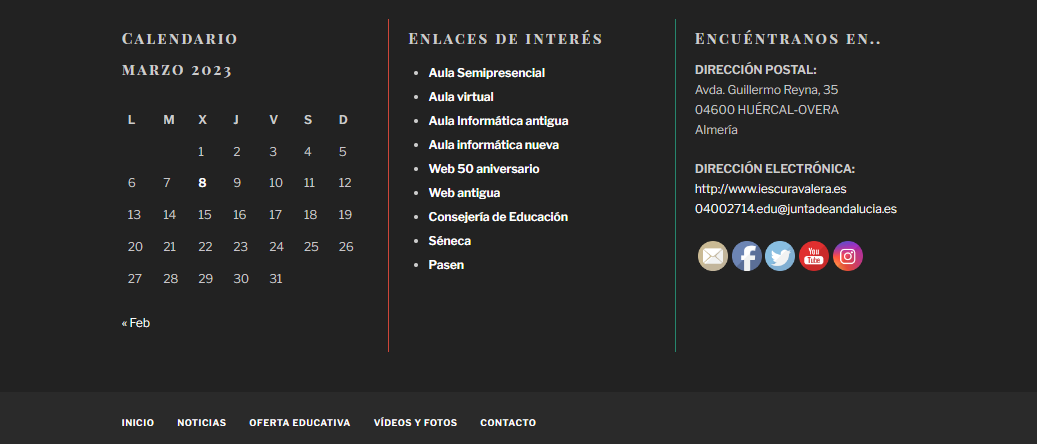 Calendario
marzo 2023
L M X J V S D
1 2 3 4 5
6 7 8 9 10 11 12
13 14 15 16 17 18 19
20 21 22 23 24 25 26
27 28 29 30 31
« Feb
Enlaces de interés
Aula Semipresencial
Aula virtual
Aula Informática antigua
Aula informática nueva
Web 50 aniversario
Web antigua
Consejería de Educación
Séneca
Pasen
Encuéntranos en..
DIRECCIÓN POSTAL:
Avda. Guillermo Reyna, 35
04600 HUÉRCAL-OVERA
Almería
DIRECCIÓN ELECTRÓNICA:
http://www.iescuravalera.es
04002714.edu@juntadeandalucia.es
You Tube
INICIO NOTICIAS OFERTA EDUCATIVA VÍDEOS Y FOTOS CONTACTO